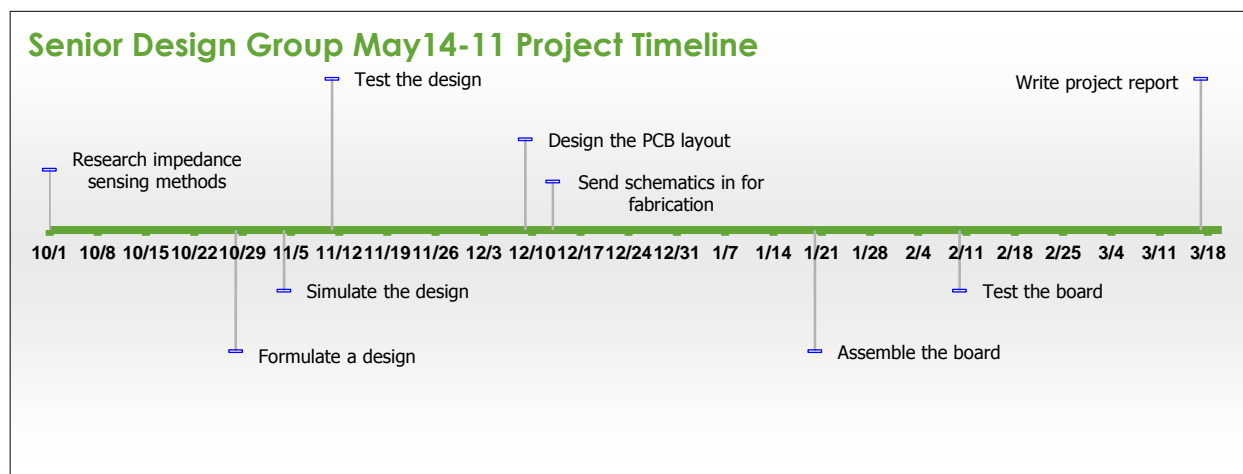 Senior Design Group May14-11 Project Timeline
Test the design
Write project report
Design the PCB layout
Research impedance
sensing methods
Send schematics in for
fabrication
10/1 10/8 10/15 10/22 10/29 11/5 11/12 11/19 11/26 12/3 12/10 12/17 12/24 12/31 1/7 1/14 1/21 1/28 2/4 2/11 2/18 2/25 3/4 3/11 3/18
Simulate the design
Test the board
Formulate a design
Assemble the board